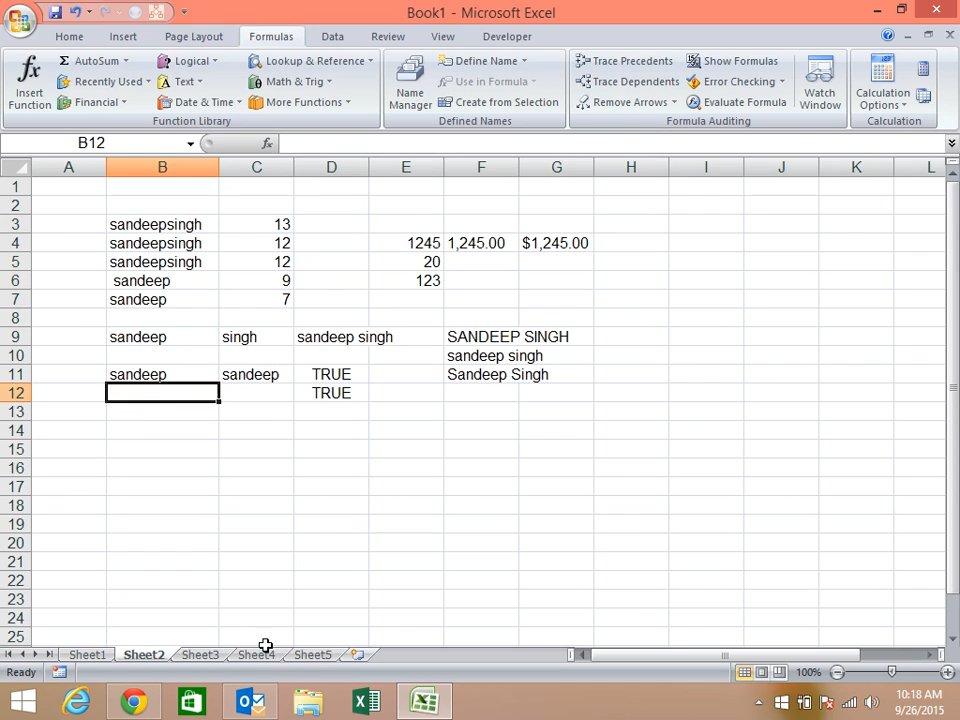 Book1 - Microsoft Excel
Home Insert Page Layout Formulas Data Review View Developer
fx Insert Function
Σ AutoSum Logical Lookup & Reference
Recently Used Text Math & Trig
Financial Date & Time More Functions
Function Library
Name Manager
Define Name
Use in Formula
Create from Selection
Defined Names
Trace Precedents Show Formulas
Trace Dependents Error Checking
Remove Arrows Evaluate Formula
Formula Auditing
Watch Window
Calculation Options
Calculation
B12 fx
A B C D E F G H I J K L
1
2
3 sandeepsingh 13
4 sandeepsingh 12 1245 1,245.00 $1,245.00
5 sandeepsingh 12 20
6 sandeep 9 123
7 sandeep 7
8
9 sandeep singh sandeep singh SANDEEP SINGH
10 sandeep singh
11 sandeep sandeep TRUE Sandeep Singh
12 TRUE
13
14
15
16
17
18
19
20
21
22
23
24
25
Sheet1 Sheet2 Sheet3 Sheet4 Sheet5
Ready 100%
10:18 AM
9/26/2015